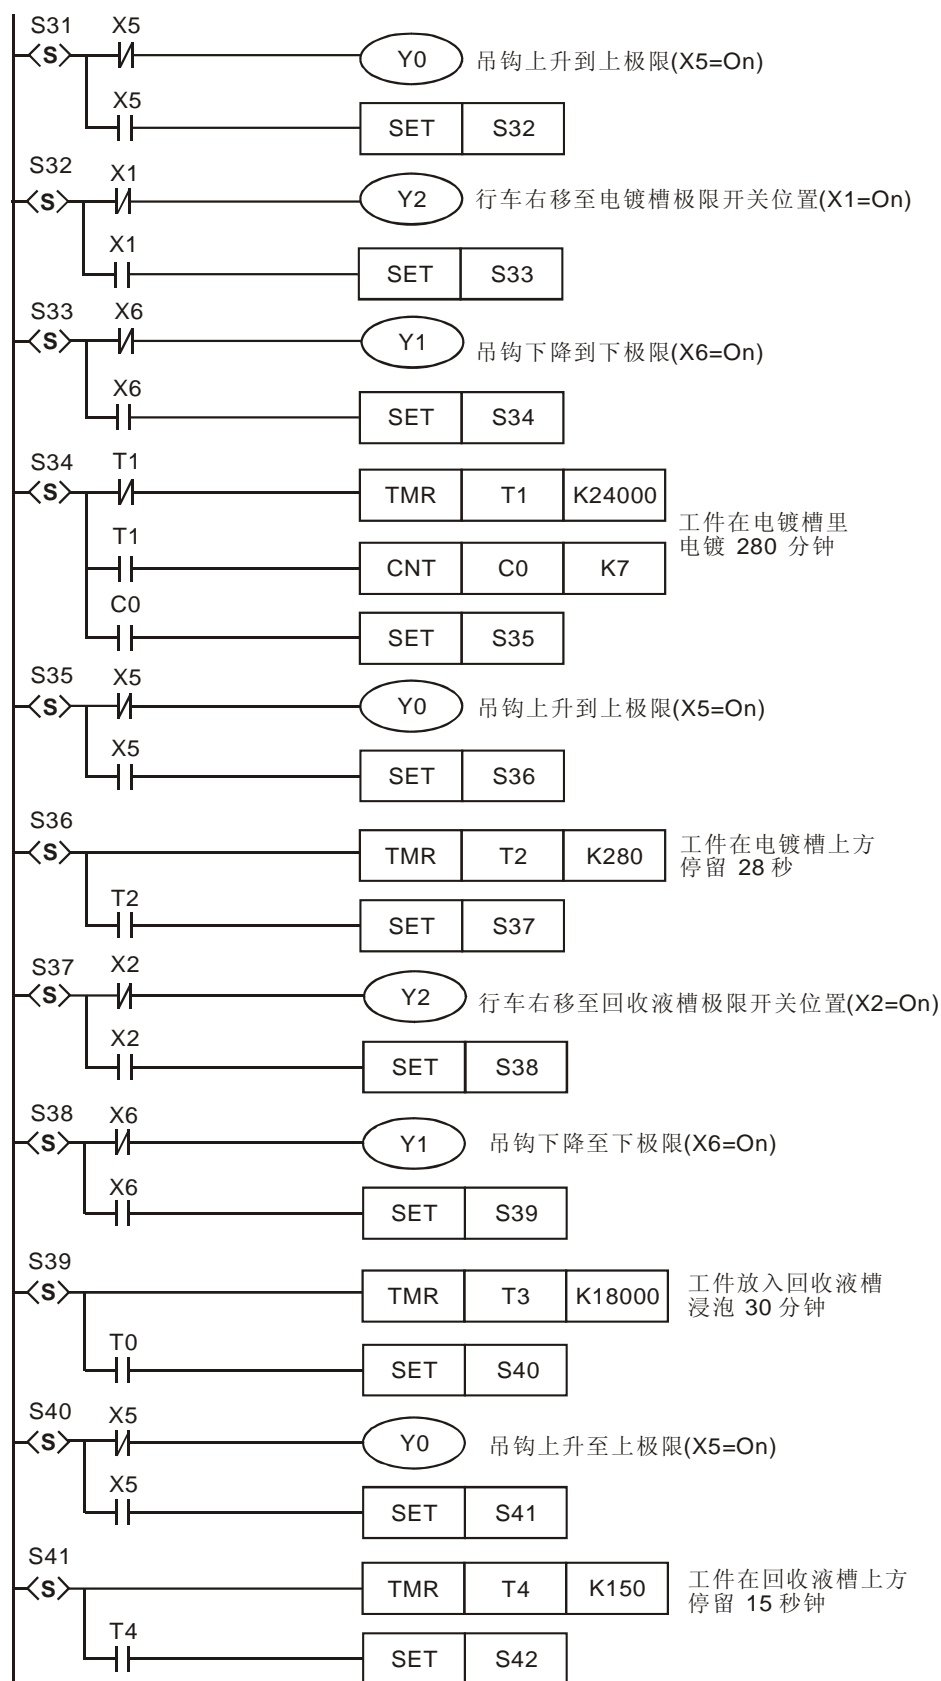 S31 X5
S Y0 吊钩上升到上极限(X5=On)
X5
SET S32
S32 X1
S Y2 行车右移至电镀槽极限开关位置(X1=On)
X1
SET S33
S33 X6
S Y1 吊钩下降到下极限(X6=On)
X6
SET S34
S34 T1
S TMR T1 K24000
工件在电镀槽里
电镀 280 分钟
T1
CNT C0 K7
C0
SET S35
S35 X5
S Y0 吊钩上升到上极限(X5=On)
X5
SET S36
S36
S TMR T2 K280
工件在电镀槽上方
停留 28 秒
T2
SET S37
S37 X2
S Y2 行车右移至回收液槽极限开关位置(X2=On)
X2
SET S38
S38 X6
S Y1 吊钩下降至下极限(X6=On)
X6
SET S39
S39
S TMR T3 K18000
工件放入回收液槽
浸泡 30 分钟
T0
SET S40
S40 X5
S Y0 吊钩上升至上极限(X5=On)
X5
SET S41
S41
S TMR T4 K150
工件在回收液槽上方
停留 15 秒钟
T4
SET S42